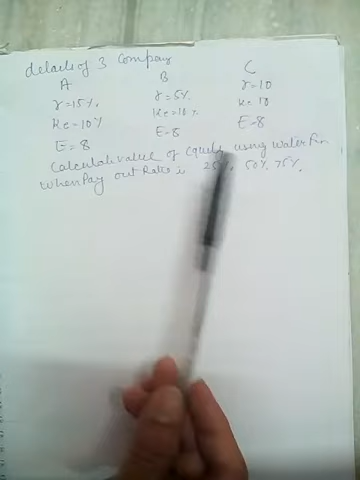 details of 3 Company
A B C
r=15% r=5% r=10
Ke=10% Ke=10% Ke 10
E=8 E-8 E-8
Calculate value of Equity using Walter
When Pay out Ratio is 25%, 50% 75%.